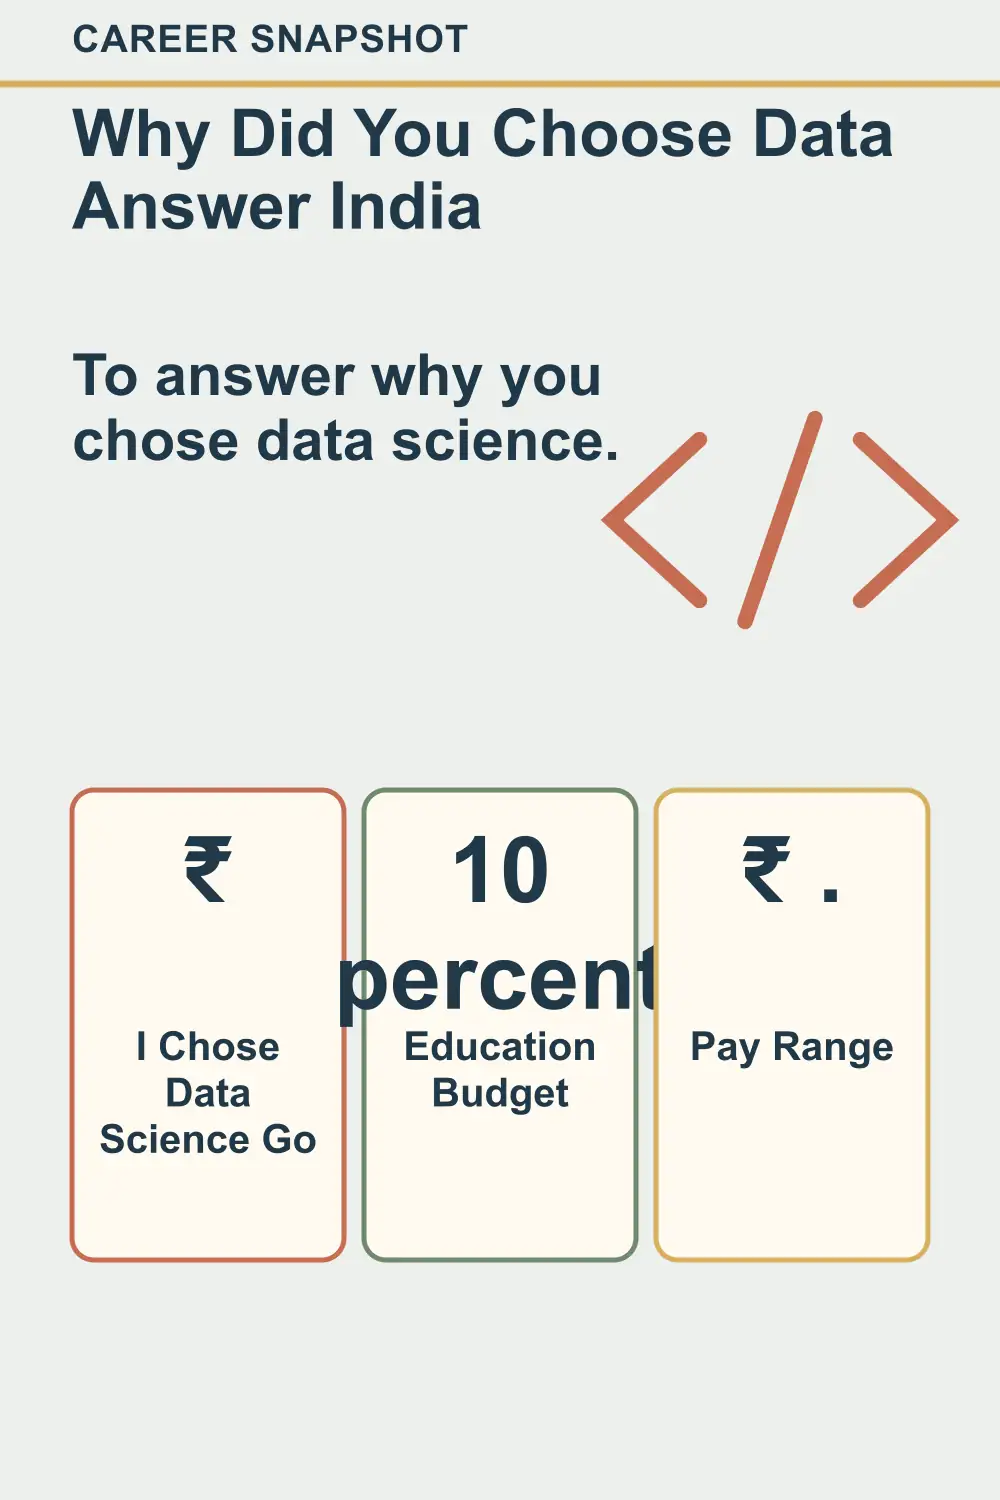 CAREER SNAPSHOT
Why Did You Choose Data
Answer India
To answer why you
chose data science.
</>
₹
I Chose
Data
Science Go
10
percent
Education
Budget
₹ .
Pay Range